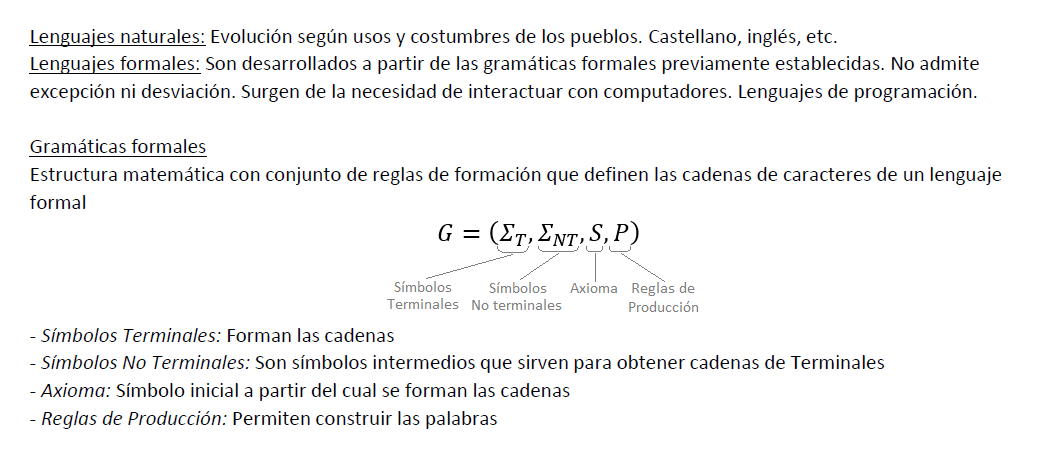 Lenguajes naturales: Evolución según usos y costumbres de los pueblos. Castellano, inglés, etc.
Lenguajes formales: Son desarrollados a partir de las gramáticas formales previamente establecidas. No admite
excepción ni desviación. Surgen de la necesidad de interactuar con computadores. Lenguajes de programación.
Gramáticas formales
Estructura matemática con conjunto de reglas de formación que definen las cadenas de caracteres de un lenguaje
formal
G = (Σ_T, Σ_NT, S, P)
Símbolos Símbolos Axioma Reglas de
Terminales No terminales Producción
- Símbolos Terminales: Forman las cadenas
- Símbolos No Terminales: Son símbolos intermedios que sirven para obtener cadenas de Terminales
- Axioma: Símbolo inicial a partir del cual se forman las cadenas
- Reglas de Producción: Permiten construir las palabras